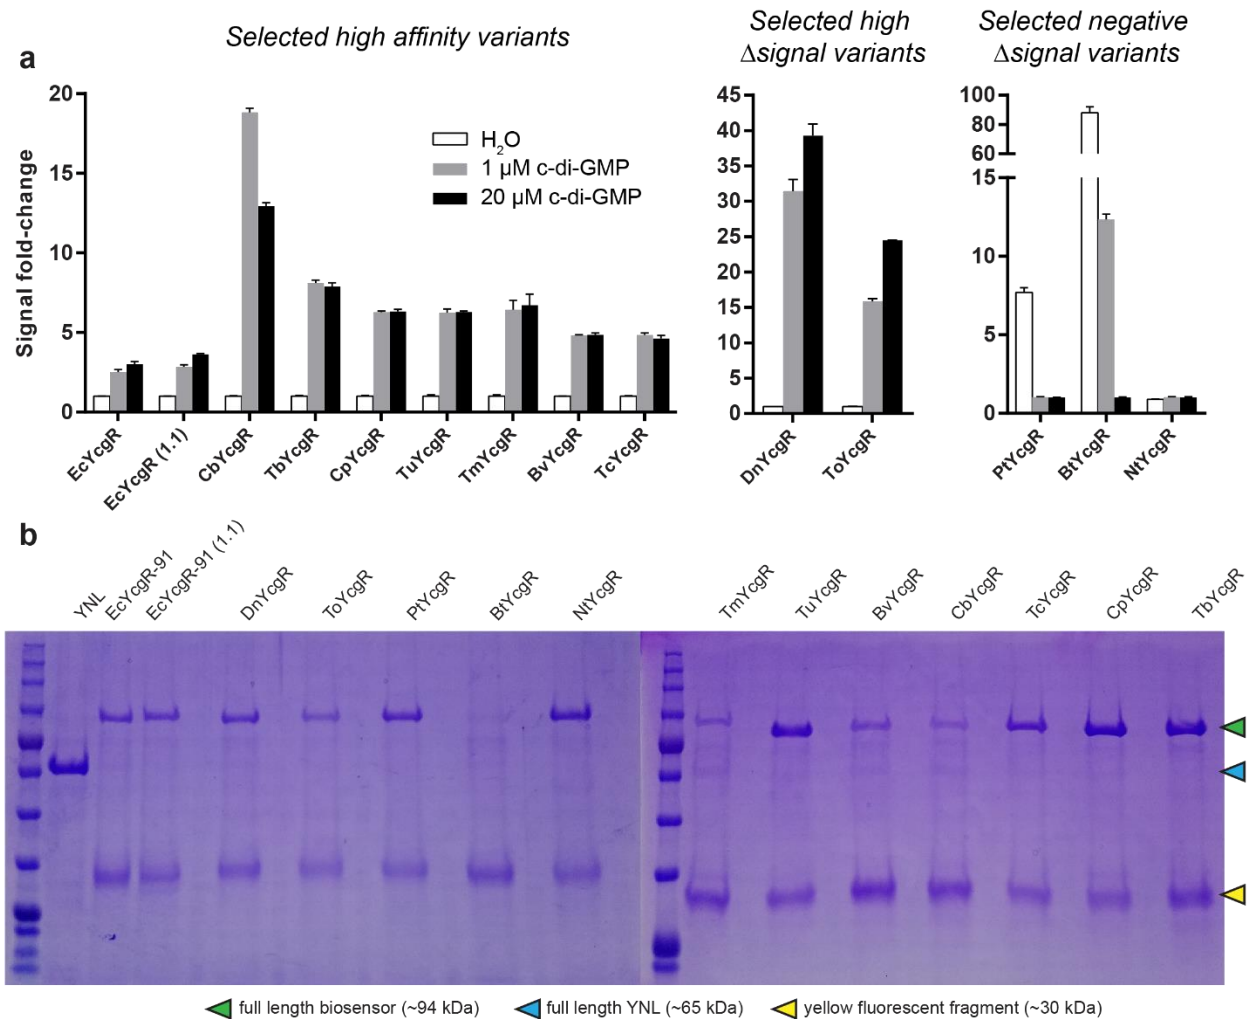 Selected high affinity variants
Selected high
Δsignal variants
Selected negative
Δsignal variants
a
Signal fold-change
20
15
10
5
0
H2O
1 µM c-di-GMP
20 µM c-di-GMP
EcYcgR
EcYcgR (1.1)
CbYcgR
TbYcgR
CpYcgR
TuYcgR
TmYcgR
BvYcgR
TcYcgR
45
40
35
30
25
20
15
10
5
0
DnYcgR
ToYcgR
100
80
60
15
10
5
0
PtYcgR
BtYcgR
NtYcgR
b
YNL
EcYcgR-91
EcYcgR-91 (1.1)
DnYcgR
ToYcgR
PtYcgR
BtYcgR
NtYcgR
TmYcgR
TuYcgR
BvYcgR
CbYcgR
TcYcgR
CpYcgR
TbYcgR
full length biosensor (~94 kDa)
full length YNL (~65 kDa)
yellow fluorescent fragment (~30 kDa)